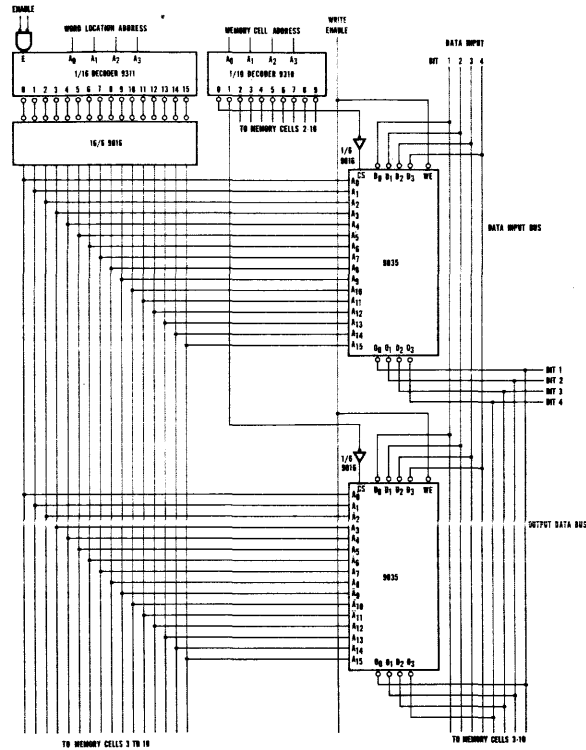 ENABLE
WORD LOCATION ADDRESS
A0 A1 A2 A3
E
1/16 DECODER 9311
0 1 2 3 4 5 6 7 8 9 10 11 12 13 14 15
16/6 9016
MEMORY CELL ADDRESS
A0 A1 A2 A3
1/10 DECODER 9310
0 1 2 3 4 5 6 7 8 9
TO MEMORY CELLS 2-10
WRITE
ENABLE
DATA INPUT
BIT 1 2 3 4
1/6
9016
CS D0 D1 D2 D3 WE
A0
A1
A2
A3
A4
A5
A6
A7
A8
A9
A10
A11
A12
A13
A14
A15
9035
O0 O1 O2 O3
DATA INPUT BUS
BIT 1
BIT 2
BIT 3
BIT 4
1/6
9016
CS D0 D1 D2 D3 WE
A0
A1
A2
A3
A4
A5
A6
A7
A8
A9
A10
A11
A12
A13
A14
A15
9035
O0 O1 O2 O3
OUTPUT DATA BUS
TO MEMORY CELLS 3 TO 10
TO MEMORY CELLS 3-10